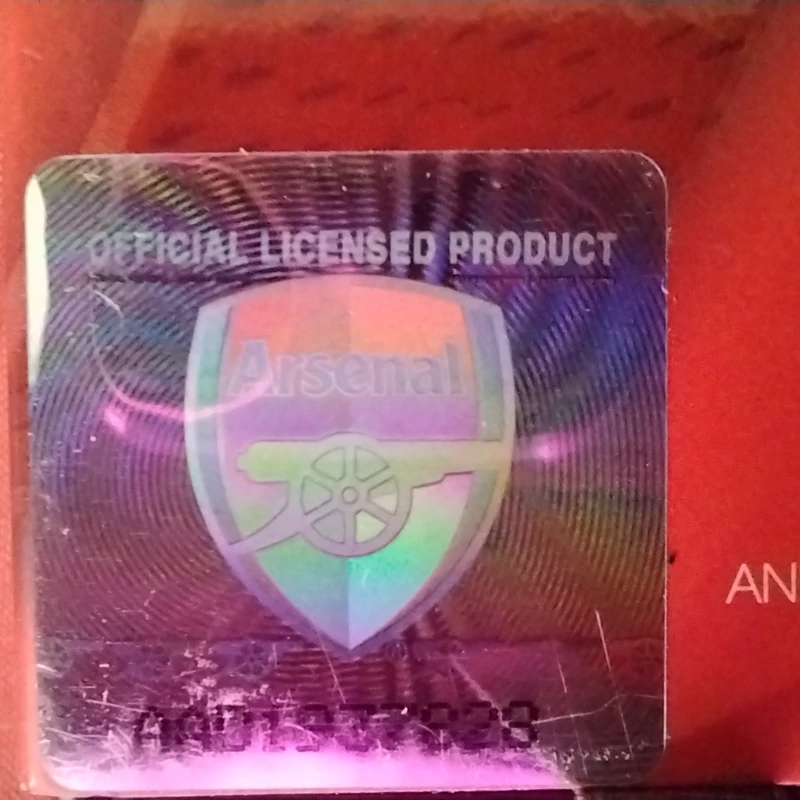 OFFICIAL LICENSED PRODUCT
Arsenal
AN